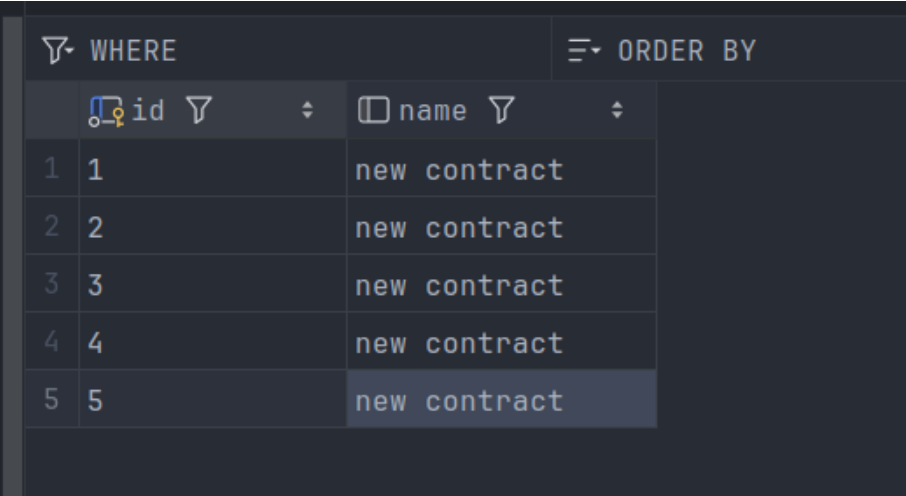 WHERE ORDER BY
id name
1 1 new contract
2 2 new contract
3 3 new contract
4 4 new contract
5 5 new contract